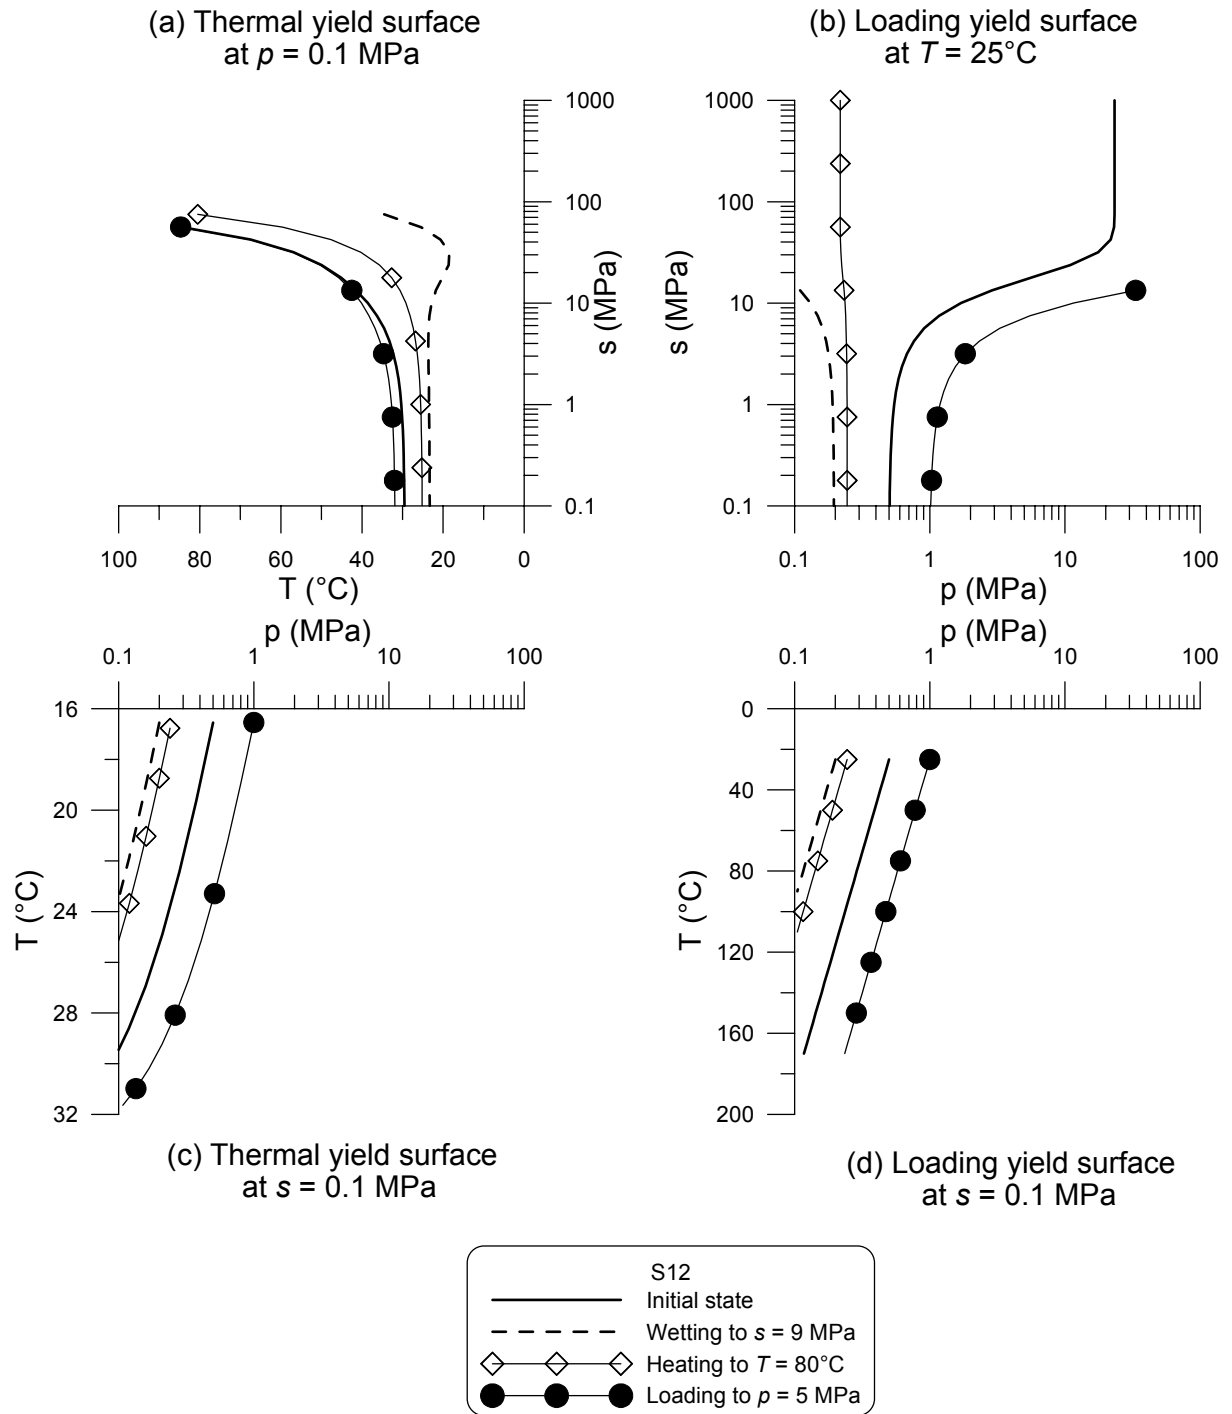 (a) Thermal yield surface
at p = 0.1 MPa
(b) Loading yield surface
at T = 25°C
1000
100
10
1
0.1
s (MPa)
100 80 60 40 20 0
T (°C)
1000
100
10
1
0.1
s (MPa)
0.1 1 10 100
p (MPa)
p (MPa)
0.1 1 10 100
16
20
24
28
32
T (°C)
p (MPa)
0.1 1 10 100
0
40
80
120
160
200
T (°C)
(c) Thermal yield surface
at s = 0.1 MPa
(d) Loading yield surface
at s = 0.1 MPa
S12
Initial state
Wetting to s = 9 MPa
Heating to T = 80°C
Loading to p = 5 MPa